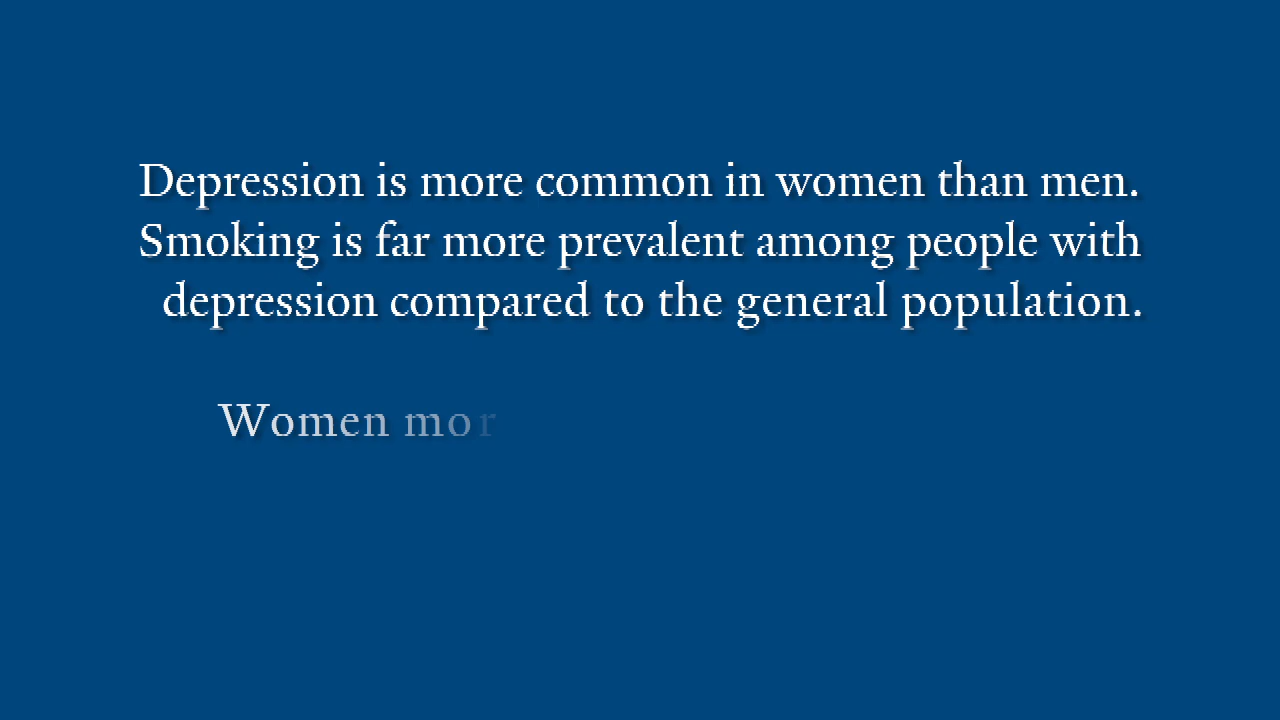 Depression is more common in women than men.
Smoking is far more prevalent among people with
depression compared to the general population.
Women mor